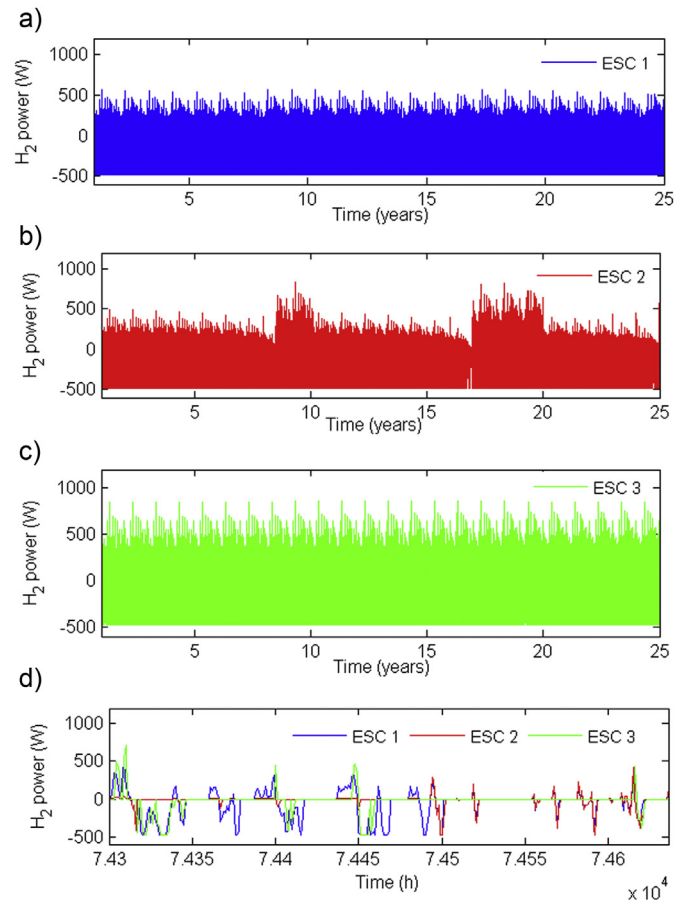 a)
H2 power (W)
1000
500
0
-500
ESC 1
5 10 15 20 25
Time (years)
b)
H2 power (W)
1000
500
0
-500
ESC 2
5 10 15 20 25
Time (years)
c)
H2 power (W)
1000
500
0
-500
ESC 3
5 10 15 20 25
Time (years)
d)
H2 power (W)
1000
500
0
-500
ESC 1 ESC 2 ESC 3
7.43 7.435 7.44 7.445 7.45 7.455 7.46
Time (h)
x 10^4